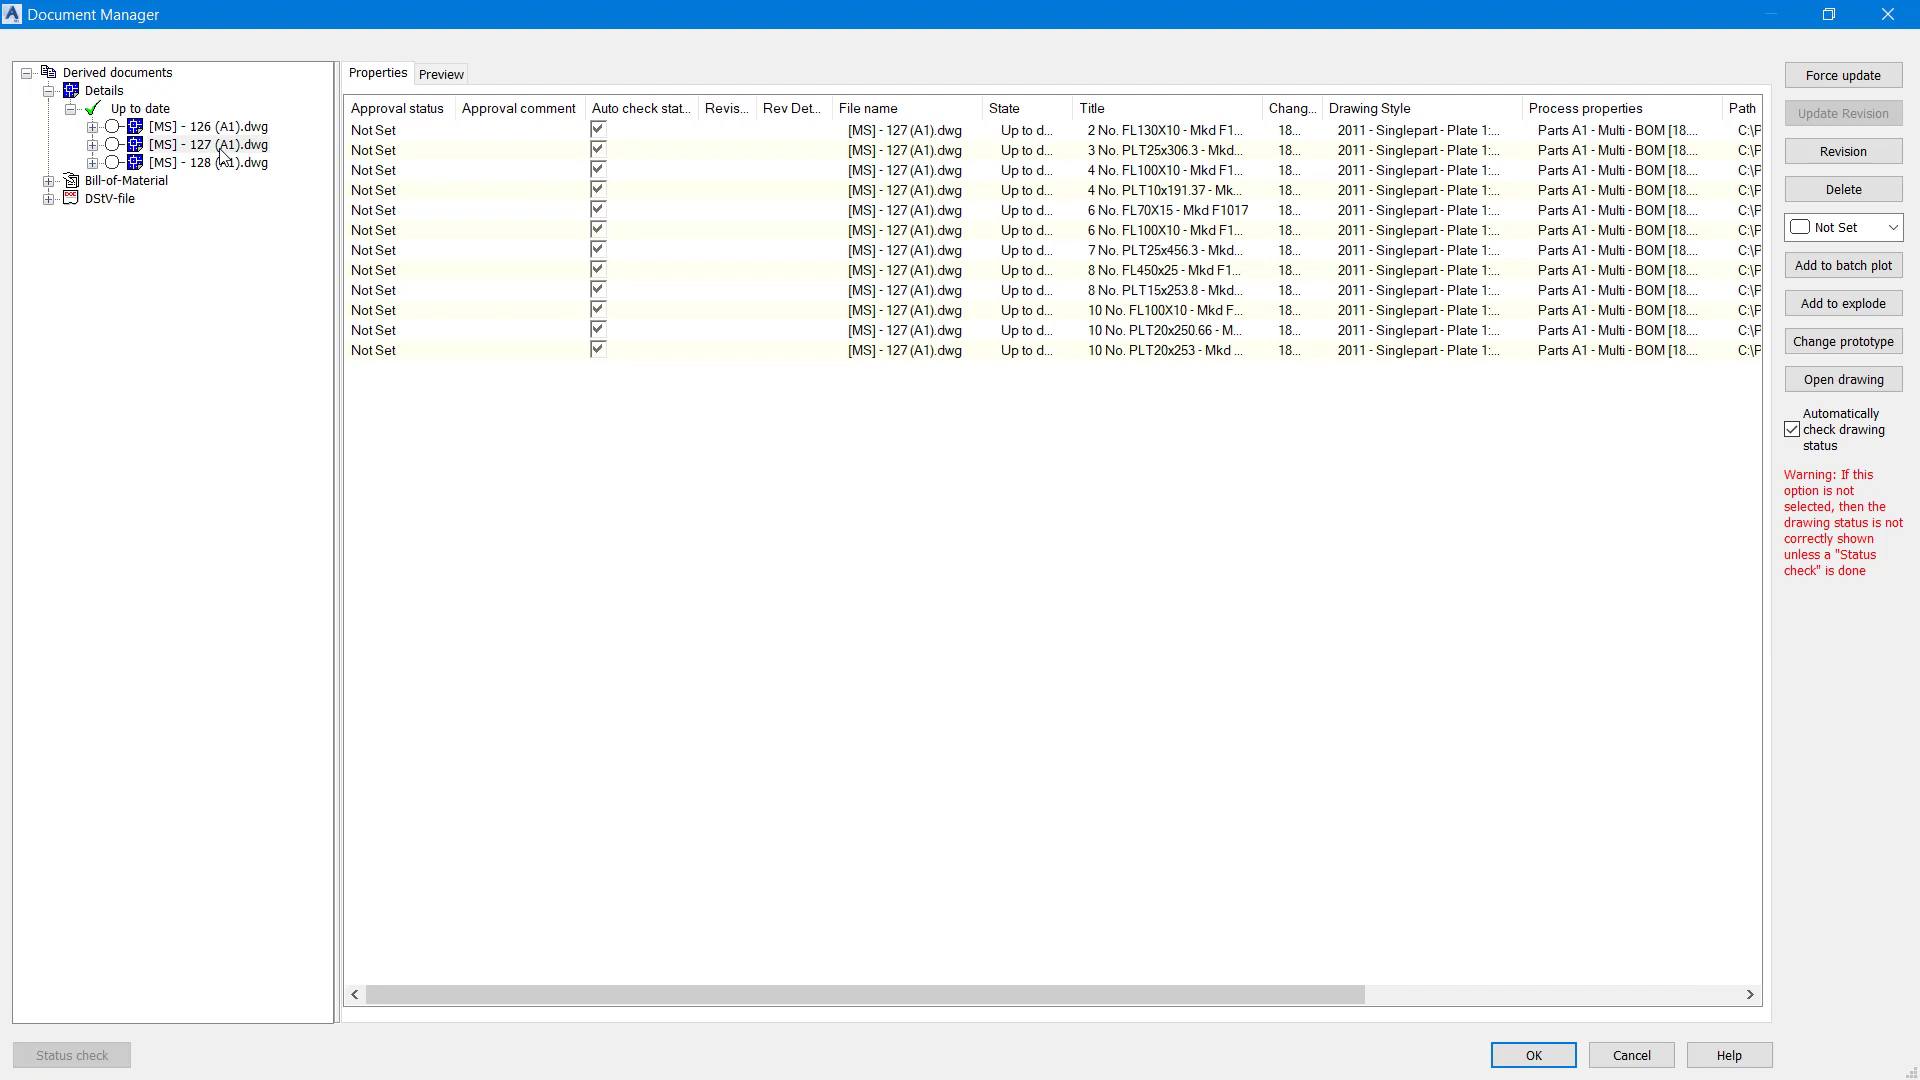 Document Manager
Derived documents
Details
Up to date
[MS] - 126 (A1).dwg
[MS] - 127 (A1).dwg
[MS] - 128 (A1).dwg
Bill-of-Material
DStV-file
Properties Preview
Approval status Approval comment Auto check stat... Revis... Rev Det... File name State Title Chang... Drawing Style Process properties Path
Not Set [MS] - 127 (A1).dwg Up to d... 2 No. FL130X10 - Mkd F1... 18... 2011 - Singlepart - Plate 1:... Parts A1 - Multi - BOM [18.... C:\P
Not Set [MS] - 127 (A1).dwg Up to d... 3 No. PLT25x306.3 - Mkd... 18... 2011 - Singlepart - Plate 1:... Parts A1 - Multi - BOM [18.... C:\P
Not Set [MS] - 127 (A1).dwg Up to d... 4 No. FL100X10 - Mkd F1... 18... 2011 - Singlepart - Plate 1:... Parts A1 - Multi - BOM [18.... C:\P
Not Set [MS] - 127 (A1).dwg Up to d... 4 No. PLT10x191.37 - Mk... 18... 2011 - Singlepart - Plate 1:... Parts A1 - Multi - BOM [18.... C:\P
Not Set [MS] - 127 (A1).dwg Up to d... 6 No. FL70X15 - Mkd F1017 18... 2011 - Singlepart - Plate 1:... Parts A1 - Multi - BOM [18.... C:\P
Not Set [MS] - 127 (A1).dwg Up to d... 6 No. FL100X10 - Mkd F1... 18... 2011 - Singlepart - Plate 1:... Parts A1 - Multi - BOM [18.... C:\P
Not Set [MS] - 127 (A1).dwg Up to d... 7 No. PLT25x456.3 - Mkd... 18... 2011 - Singlepart - Plate 1:... Parts A1 - Multi - BOM [18.... C:\P
Not Set [MS] - 127 (A1).dwg Up to d... 8 No. FL450x25 - Mkd F1... 18... 2011 - Singlepart - Plate 1:... Parts A1 - Multi - BOM [18.... C:\P
Not Set [MS] - 127 (A1).dwg Up to d... 8 No. PLT15x253.8 - Mkd... 18... 2011 - Singlepart - Plate 1:... Parts A1 - Multi - BOM [18.... C:\P
Not Set [MS] - 127 (A1).dwg Up to d... 10 No. FL100X10 - Mkd F... 18... 2011 - Singlepart - Plate 1:... Parts A1 - Multi - BOM [18.... C:\P
Not Set [MS] - 127 (A1).dwg Up to d... 10 No. PLT20x250.66 - M... 18... 2011 - Singlepart - Plate 1:... Parts A1 - Multi - BOM [18.... C:\P
Not Set [MS] - 127 (A1).dwg Up to d... 10 No. PLT20x253 - Mkd ... 18... 2011 - Singlepart - Plate 1:... Parts A1 - Multi - BOM [18.... C:\P
Force update
Update Revision
Revision
Delete
Not Set
Add to batch plot
Add to explode
Change prototype
Open drawing
Automatically
check drawing
status
Warning: If this
option is not
selected, then the
drawing status is not
correctly shown
unless a "Status
check" is done
Status check
OK
Cancel
Help